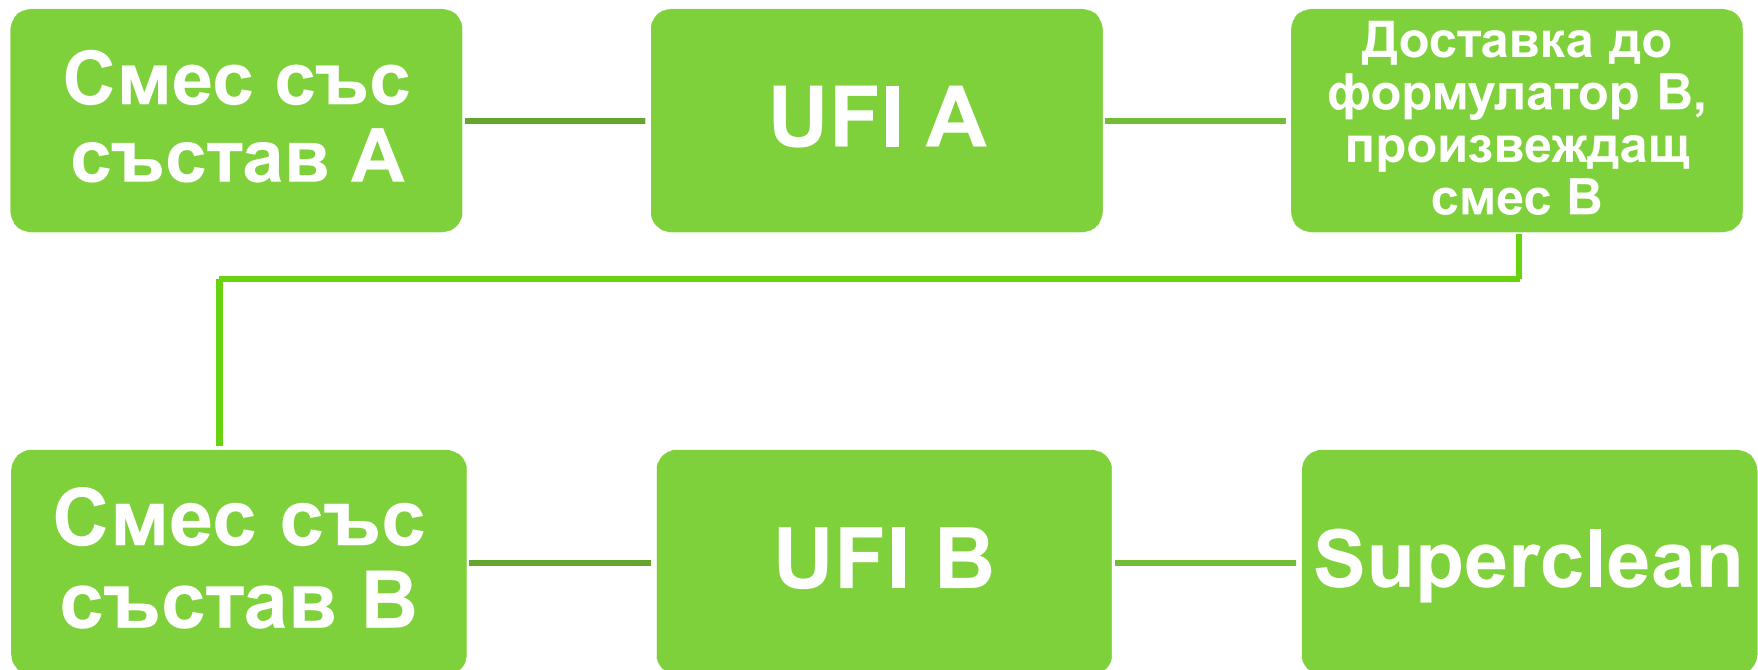 Смес със
състав А
UFI A
Доставка до
формулатор В,
произвеждащ
смес В
Смес със
състав В
UFI B
Superclean